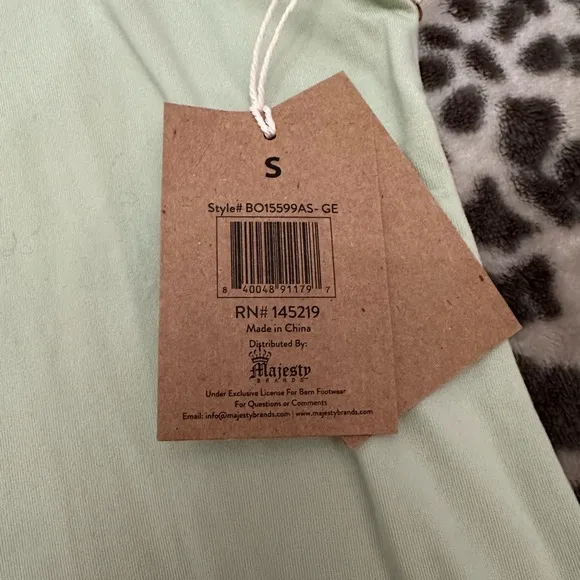 S
Style# BO15599AS- GE
8 40048 91179 7
RN# 145219
Made in China
Distributed By:
Majesty
BRANDS
Under Exclusive License For Barn Footwear
For Questions or Comments
Email: info@majestybrands.com | www.majestybrands.com